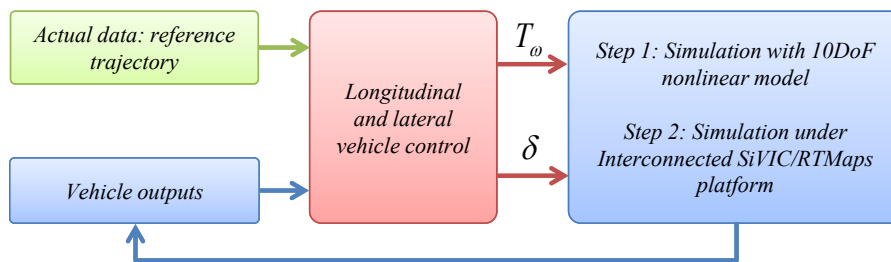 Actual data: reference
trajectory
Vehicle outputs
Longitudinal
and lateral
vehicle control
T_ω
δ
Step 1: Simulation with 10DoF
nonlinear model
Step 2: Simulation under
Interconnected SiVIC/RTMaps
platform